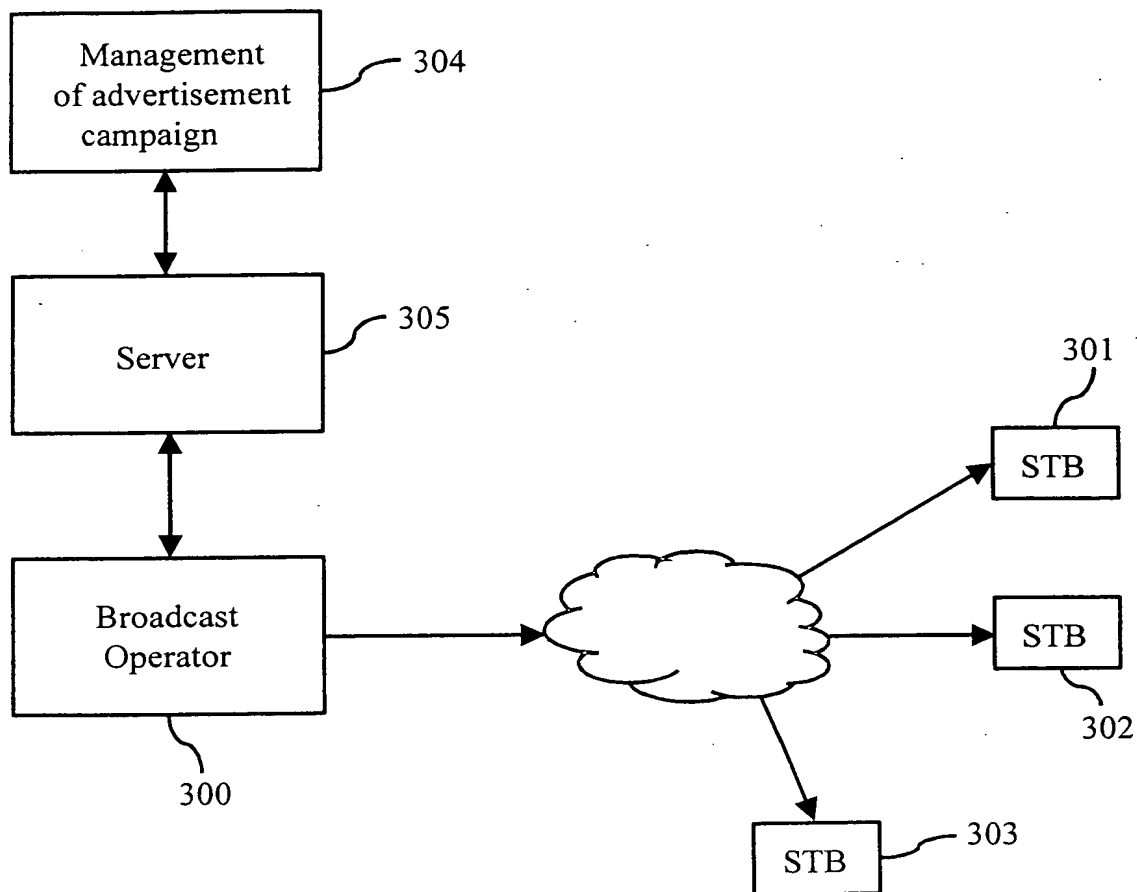 Management
of advertisement
campaign
304
Server
305
301
STB
Broadcast
Operator
STB
302
300
303
STB